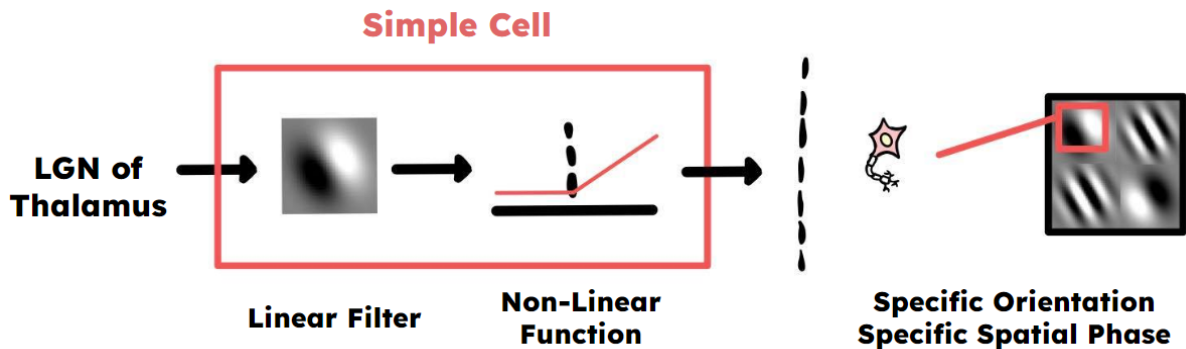 Simple Cell
LGN of
Thalamus
Linear Filter
Non-Linear
Function
Specific Orientation
Specific Spatial Phase